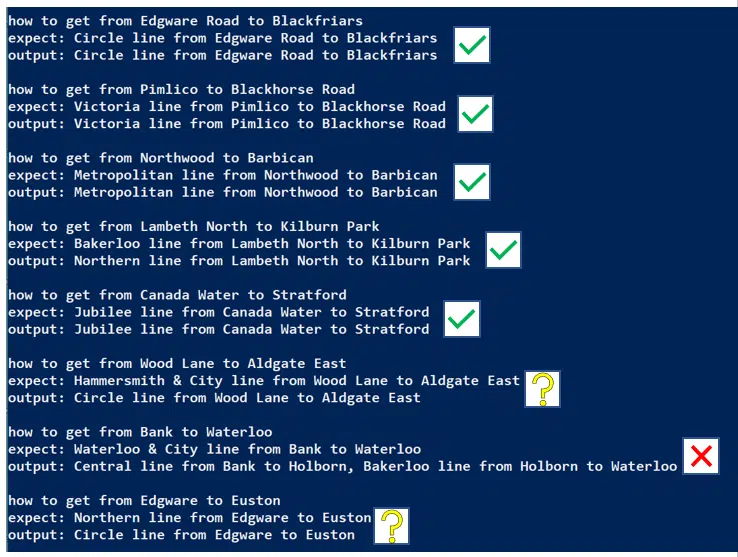 how to get from Edgware Road to Blackfriars
expect: Circle line from Edgware Road to Blackfriars
output: Circle line from Edgware Road to Blackfriars
how to get from Pimlico to Blackhorse Road
expect: Victoria line from Pimlico to Blackhorse Road
output: Victoria line from Pimlico to Blackhorse Road
how to get from Northwood to Barbican
expect: Metropolitan line from Northwood to Barbican
output: Metropolitan line from Northwood to Barbican
how to get from Lambeth North to Kilburn Park
expect: Bakerloo line from Lambeth North to Kilburn Park
output: Northern line from Lambeth North to Kilburn Park
how to get from Canada Water to Stratford
expect: Jubilee line from Canada Water to Stratford
output: Jubilee line from Canada Water to Stratford
how to get from Wood Lane to Aldgate East
expect: Hammersmith & City line from Wood Lane to Aldgate East
output: Circle line from Wood Lane to Aldgate East
how to get from Bank to Waterloo
expect: Waterloo & City line from Bank to Waterloo
output: Central line from Bank to Holborn, Bakerloo line from Holborn to Waterloo
how to get from Edgware to Euston
expect: Northern line from Edgware to Euston
output: Circle line from Edgware to Euston